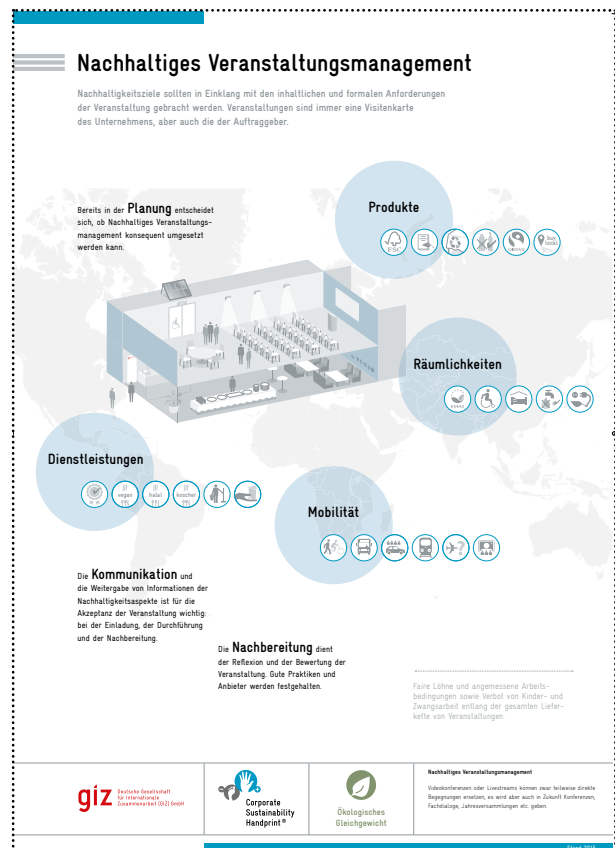 Nachhaltiges Veranstaltungsmanagement
Nachhaltigkeitsziele sollten in Einklang mit den inhaltlichen und formalen Anforderungen
der Veranstaltung gebracht werden. Veranstaltungen sind immer eine Visitenkarte
des Unternehmens, aber auch die der Auftraggeber.
Bereits in der Planung entscheidet
sich, ob Nachhaltiges Veranstaltungs-
management konsequent umgesetzt
werden kann.
Produkte
FSC
buy
local
Räumlichkeiten
EMAS
Dienstleistungen
vegan
halal
koscher
Mobilität
?
Die Kommunikation und
die Weitergabe von Informationen der
Nachhaltigkeitsaspekte ist für die
Akzeptanz der Veranstaltung wichtig:
bei der Einladung, der Durchführung
und der Nachbereitung.
Die Nachbereitung dient
der Reflexion und der Bewertung der
Veranstaltung. Gute Praktiken und
Anbieter werden festgehalten.
Faire Löhne und angemessene Arbeits-
bedingungen sowie Verbot von Kinder- und
Zwangsarbeit entlang der gesamten Liefer-
kette von Veranstaltungen
giz Deutsche Gesellschaft
für Internationale
Zusammenarbeit (GIZ) GmbH
Corporate
Sustainability
Handprint®
Ökologisches
Gleichgewicht
Nachhaltiges Veranstaltungsmanagement
Videokonferenzen oder Livestreams können zwar teilweise direkte
Begegnungen ersetzen, es wird aber auch in Zukunft Konferenzen,
Fachdialoge, Jahresversammlungen etc. geben.